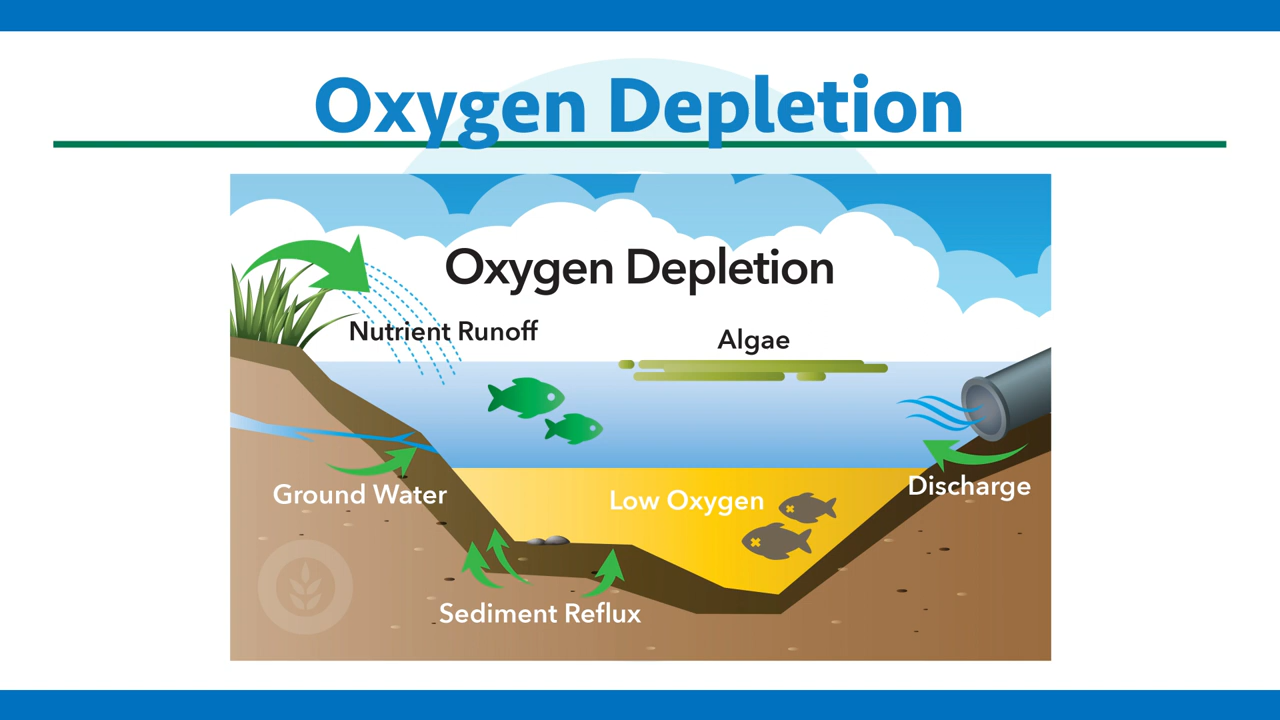 Oxygen Depletion
Oxygen Depletion
Nutrient Runoff
Algae
Ground Water
Low Oxygen
Discharge
Sediment Reflux